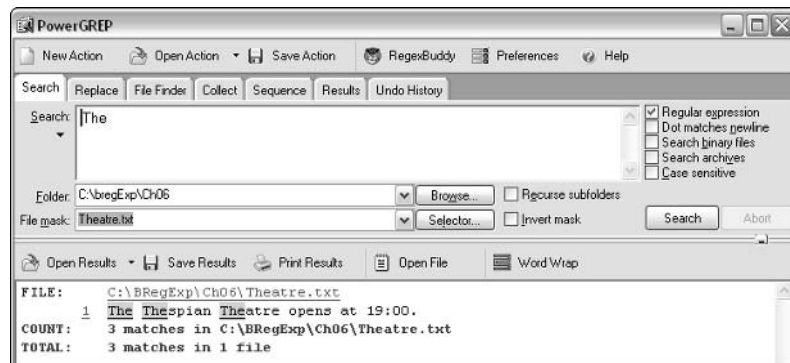 PowerGREP
New Action Open Action Save Action RegexBuddy Preferences Help
Search Replace File Finder Collect Sequence Results Undo History
Search: The
Regular expression
Dot matches newline
Search binary files
Search archives
Case sensitive
Folder: C:\bregExp\Ch06 Browse... Recurse subfolders
File mask: Theatre.txt Selector... Invert mask Search Abort
Open Results Save Results Print Results Open File Word Wrap
FILE: C:\BRegExp\Ch06\Theatre.txt
1 The Thespian Theatre opens at 19:00.
COUNT: 3 matches in C:\BRegExp\Ch06\Theatre.txt
TOTAL: 3 matches in 1 file